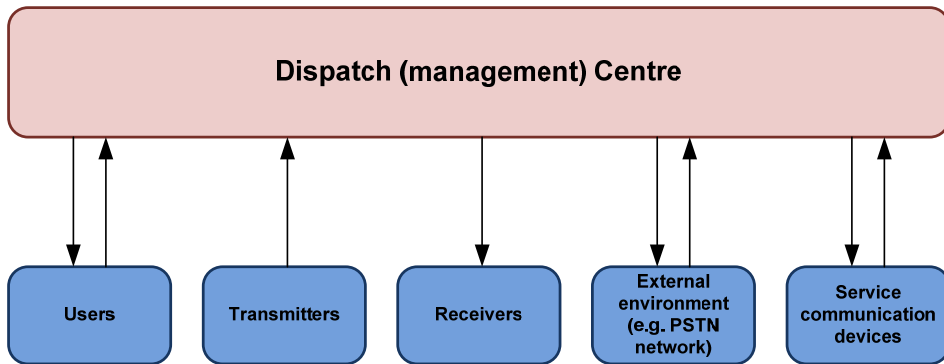 Dispatch (management) Centre
Users
Transmitters
Receivers
External
environment
(e.g. PSTN
network)
Service
communication
devices